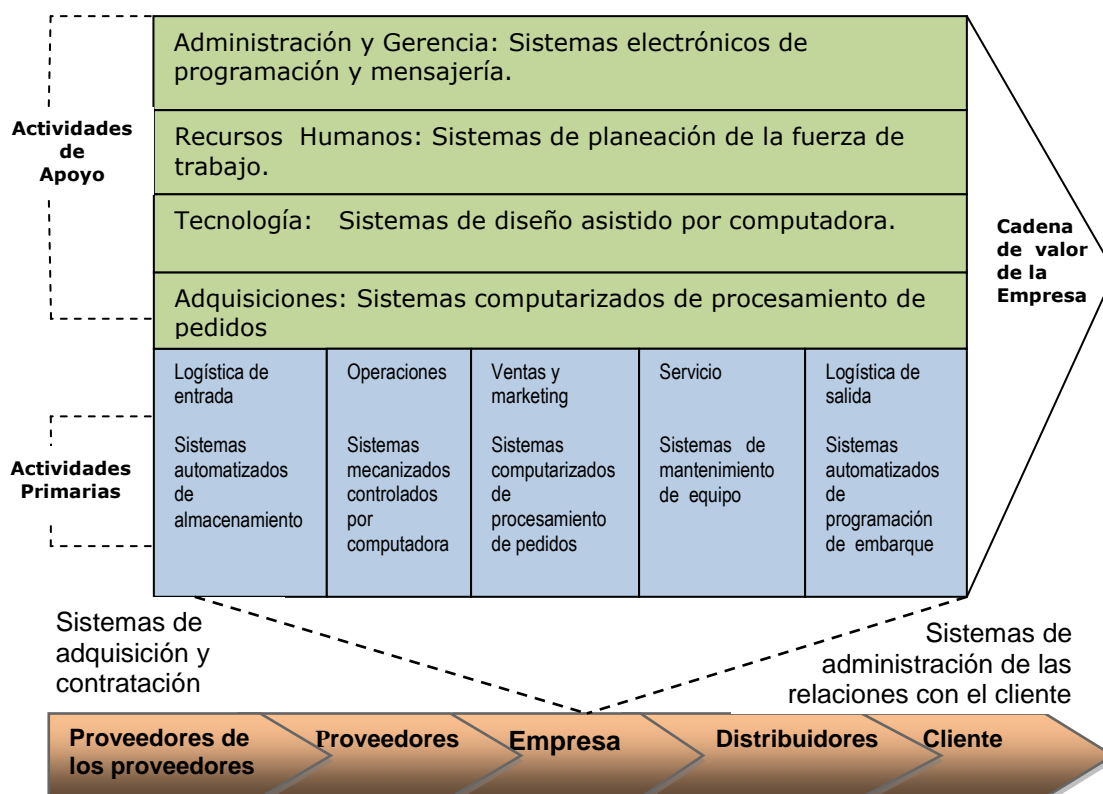 Administración y Gerencia: Sistemas electrónicos de
programación y mensajería.
Actividades
de
Apoyo
Recursos Humanos: Sistemas de planeación de la fuerza de
trabajo.
Tecnología: Sistemas de diseño asistido por computadora.
Adquisiciones: Sistemas computarizados de procesamiento de
pedidos
Cadena
de valor
de la
Empresa
Actividades
Primarias
Logística de
entrada
Sistemas
automatizados
de
almacenamiento
Operaciones
Sistemas
mecanizados
controlados
por
computadora
Ventas y
marketing
Sistemas
computarizados
de
procesamiento
de pedidos
Servicio
Sistemas de
mantenimiento
de equipo
Logística de
salida
Sistemas
automatizados
de
programación
de embarque
Sistemas de
adquisición y
contratación
Sistemas de
administración de las
relaciones con el cliente
Proveedores de
los proveedores
Proveedores
Empresa
Distribuidores
Cliente